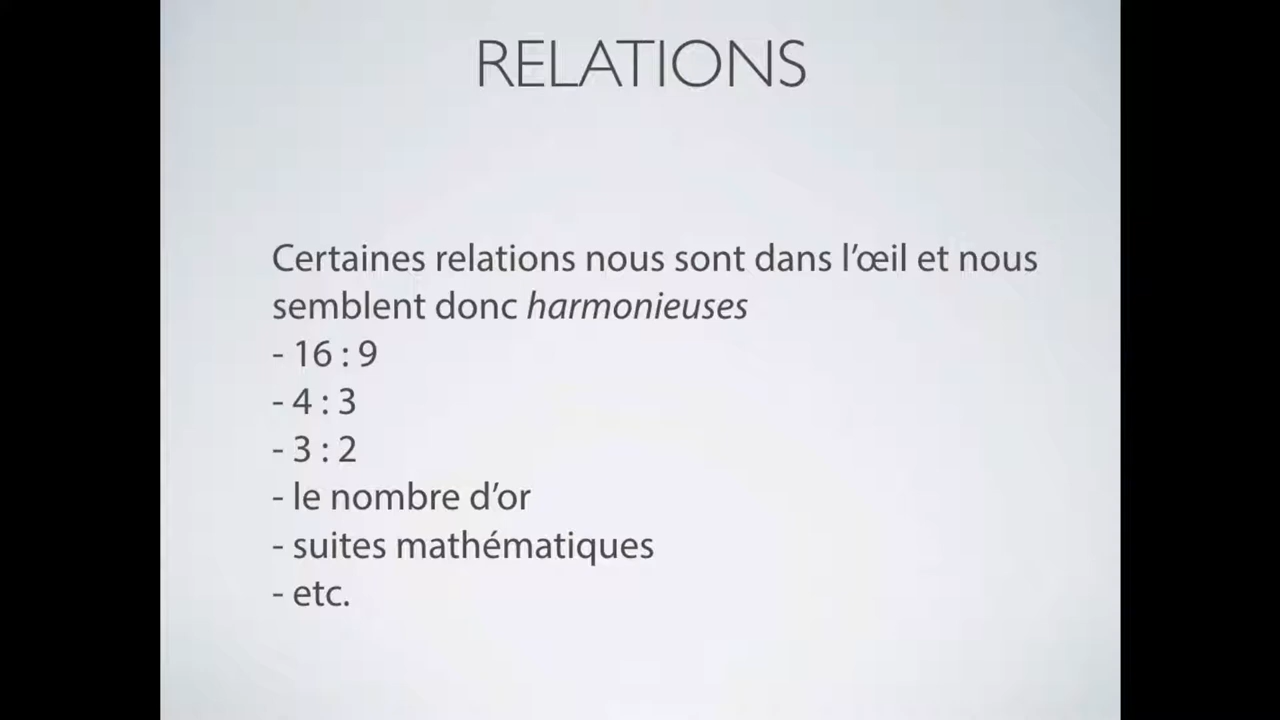 RELATIONS
Certaines relations nous sont dans l’œil et nous
semblent donc harmonieuses
- 16 : 9
- 4 : 3
- 3 : 2
- le nombre d’or
- suites mathématiques
- etc.